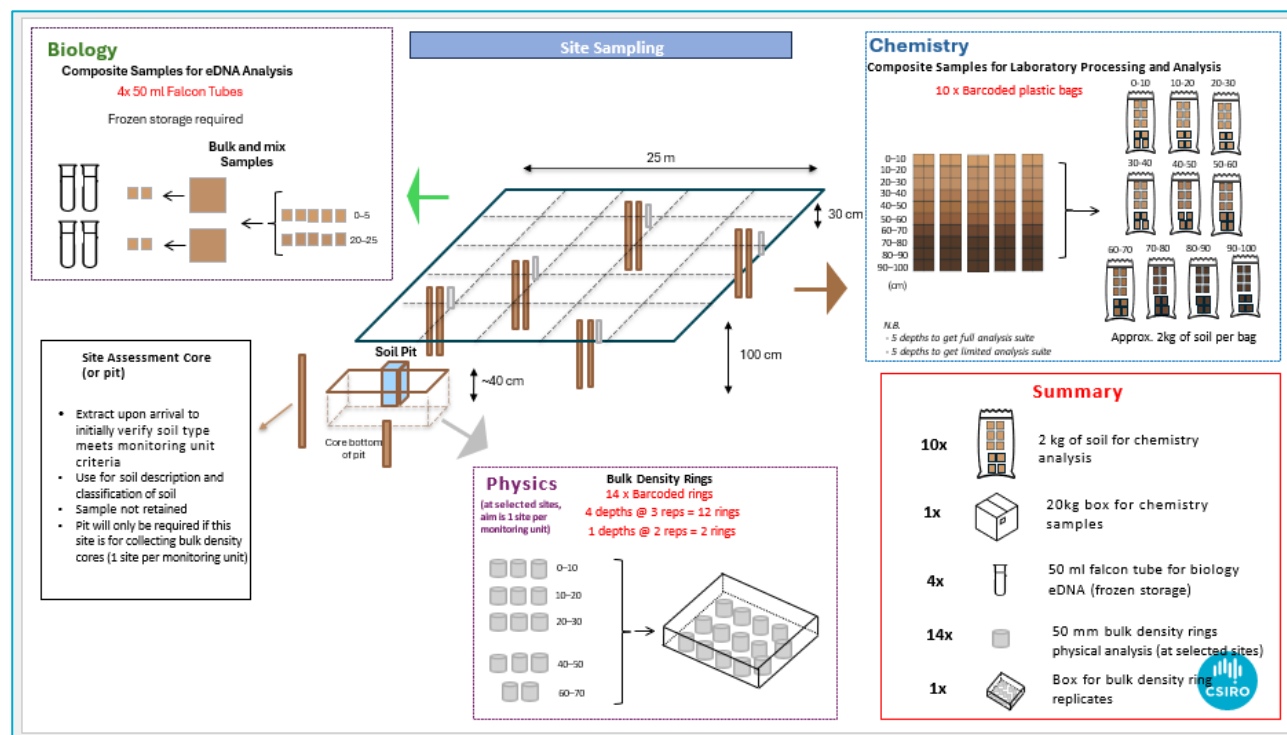 Site Sampling
Biology
Composite Samples for eDNA Analysis
4x 50 ml Falcon Tubes
Frozen storage required
Bulk and mix
Samples
0–5
20–25
25 m
30 cm
100 cm
Soil Pit
~40 cm
Core bottom
of pit
Chemistry
Composite Samples for Laboratory Processing and Analysis
10 x Barcoded plastic bags
0–10
10–20
20–30
30–40
40–50
50–60
60–70
70–80
80–90
90–100
(cm)
0-10
10-20
20-30
30-40
40-50
50-60
60-70
70-80
80-90
90-100
Approx. 2kg of soil per bag
N.B.
- 5 depths to get full analysis suite
- 5 depths to get limited analysis suite
Site Assessment Core
(or pit)
• Extract upon arrival to
initially verify soil type
meets monitoring unit
criteria
• Use for soil description and
classification of soil
• Sample not retained
• Pit will only be required if this
site is for collecting bulk density
cores (1 site per monitoring unit)
Physics
(at selected sites,
aim is 1 site per
monitoring unit)
Bulk Density Rings
14 x Barcoded rings
4 depths @ 3 reps = 12 rings
1 depths @ 2 reps = 2 rings
0–10
10–20
20–30
40–50
60–70
Summary
10x
2 kg of soil for chemistry
analysis
1x
20kg box for chemistry
samples
4x
50 ml falcon tube for biology
eDNA (frozen storage)
14x
50 mm bulk density rings
physical analysis (at selected sites)
1x
Box for bulk density ring
replicates
CSIRO